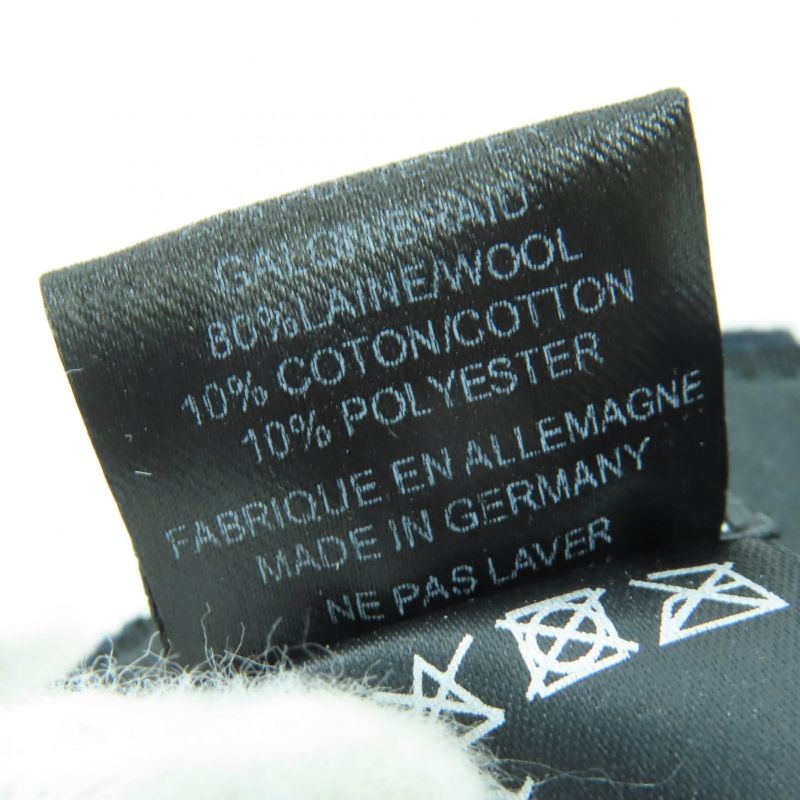 POLYESTER
GALON/BRAID:
80%LAINE/WOOL
10% COTON/COTTON
10% POLYESTER
FABRIQUE EN ALLEMAGNE
MADE IN GERMANY
NE PAS LAVER